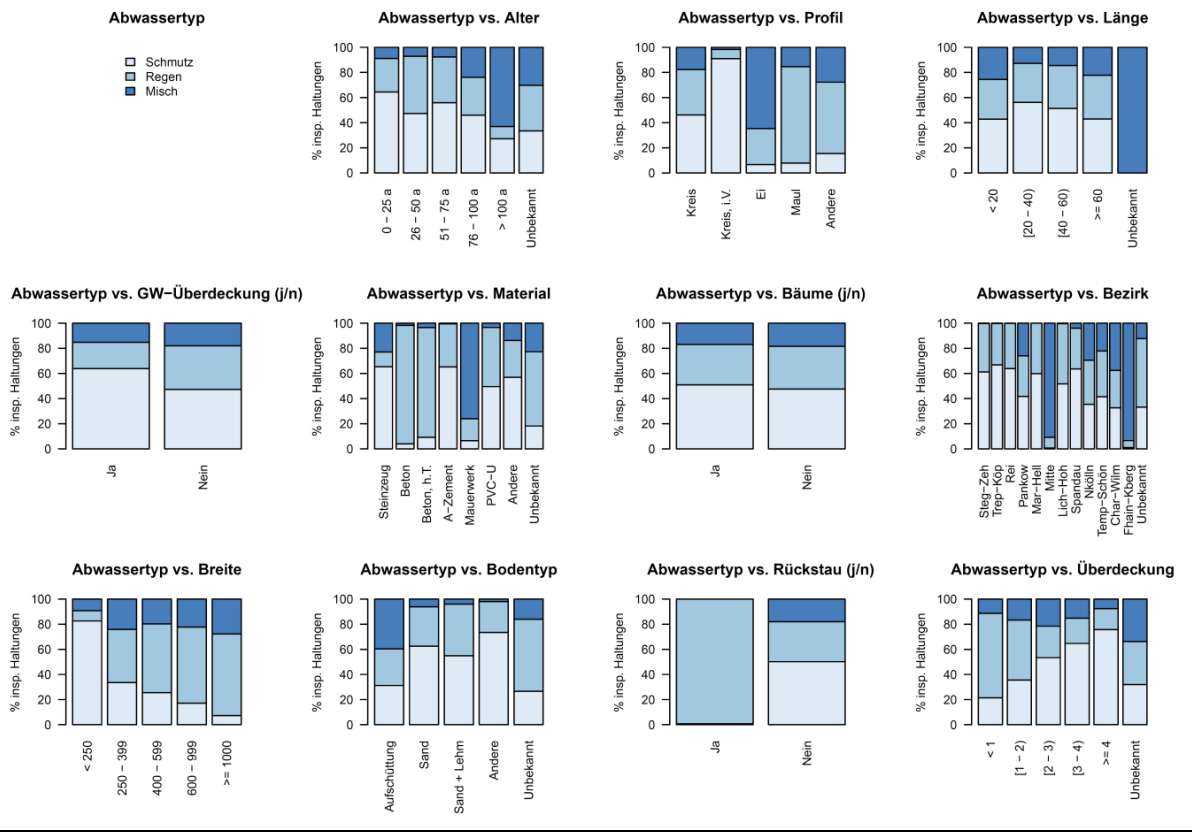 Abwassertyp
Schmutz
Regen
Misch
Abwassertyp vs. Alter
% insp. Haltungen
100
80
60
40
20
0
0 − 25 a
26 − 50 a
51 − 75 a
76 − 100 a
> 100 a
Unbekannt
Abwassertyp vs. Profil
% insp. Haltungen
100
80
60
40
20
0
Kreis
Kreis, i.V.
Ei
Maul
Andere
Abwassertyp vs. Länge
% insp. Haltungen
100
80
60
40
20
0
< 20
[20 − 40)
[40 − 60)
>= 60
Unbekannt
Abwassertyp vs. GW−Überdeckung (j/n)
% insp. Haltungen
100
80
60
40
20
0
Ja
Nein
Abwassertyp vs. Material
% insp. Haltungen
100
80
60
40
20
0
Steinzeug
Beton
Beton, h.T.
A−Zement
Mauerwerk
PVC−U
Andere
Unbekannt
Abwassertyp vs. Bäume (j/n)
% insp. Haltungen
100
80
60
40
20
0
Ja
Nein
Abwassertyp vs. Bezirk
% insp. Haltungen
100
80
60
40
20
0
Steg−Zeh
Trep−Köp
Rei
Pankow
Mar−Hell
Mitte
Lich−Hoh
Spandau
Nkölln
Temp−Schön
Char−Wilm
Fhain−Kberg
Unbekannt
Abwassertyp vs. Breite
% insp. Haltungen
100
80
60
40
20
0
< 250
250 − 399
400 − 599
600 − 999
>= 1000
Abwassertyp vs. Bodentyp
% insp. Haltungen
100
80
60
40
20
0
Aufschüttung
Sand
Sand + Lehm
Andere
Unbekannt
Abwassertyp vs. Rückstau (j/n)
% insp. Haltungen
100
80
60
40
20
0
Ja
Nein
Abwassertyp vs. Überdeckung
% insp. Haltungen
100
80
60
40
20
0
< 1
[1 − 2)
[2 − 3)
[3 − 4)
>= 4
Unbekannt